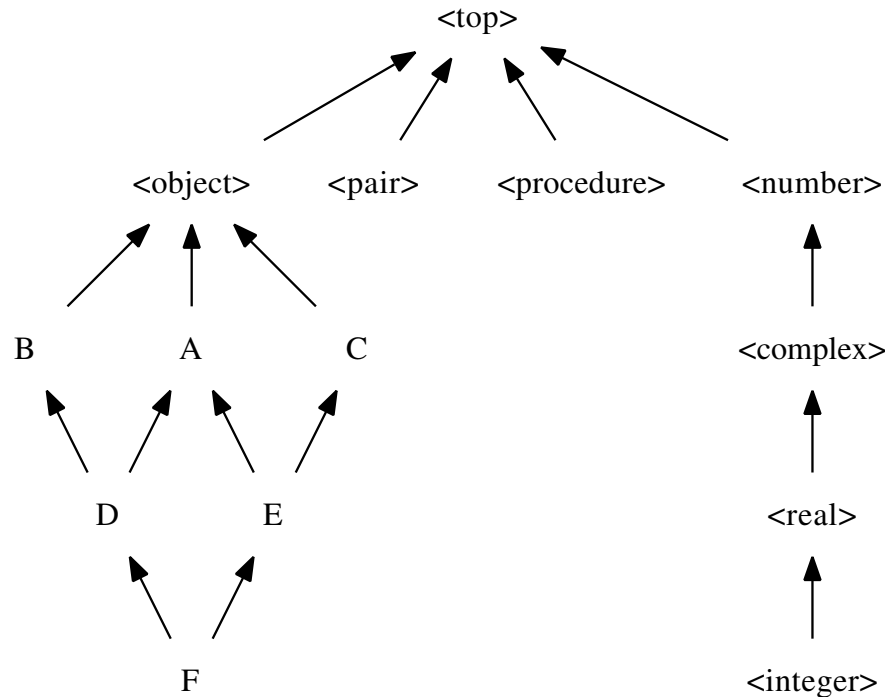 <top>
<object> <pair> <procedure> <number>
B A C <complex>
D E <real>
F <integer>